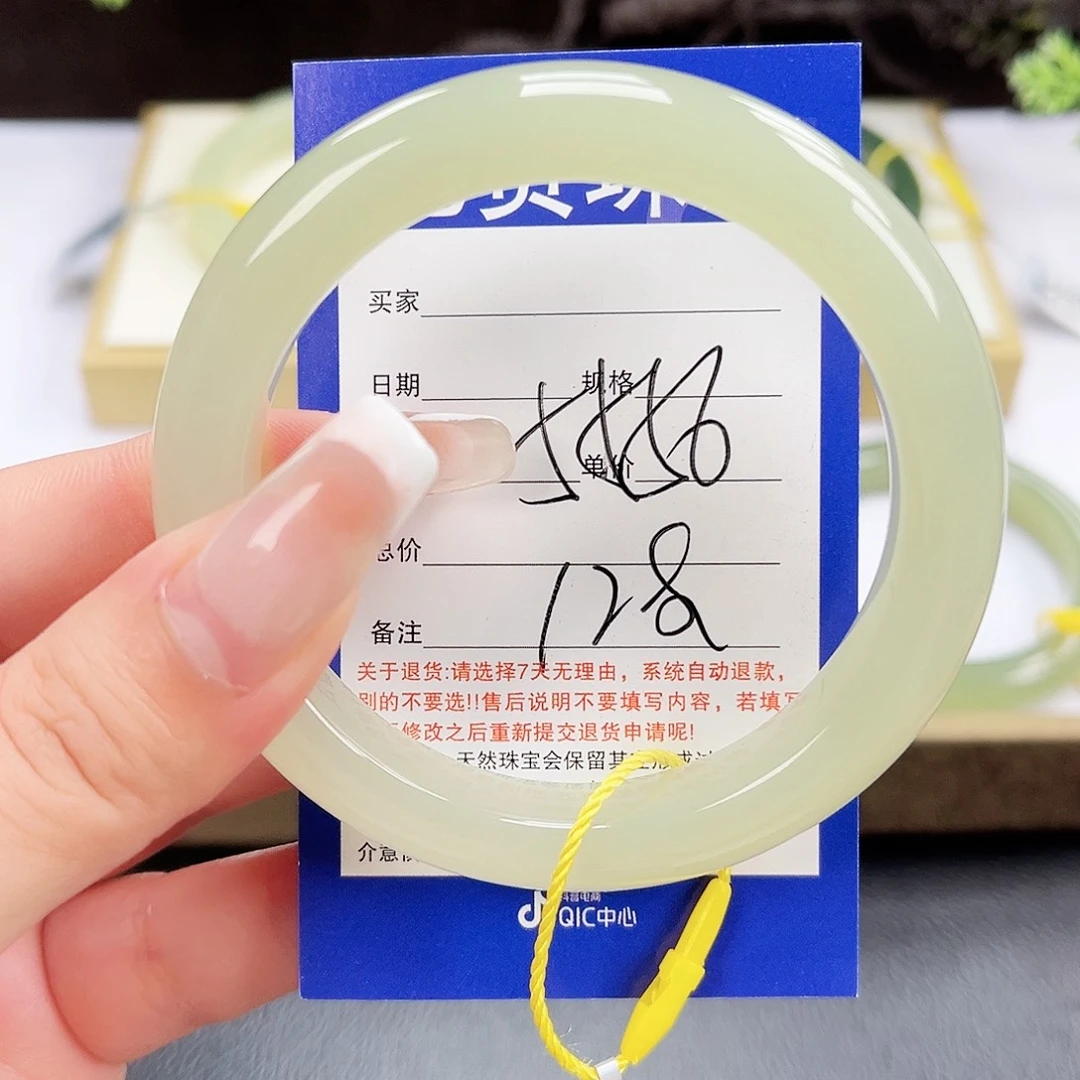 买家
日期 规格
单价
总价
128
备注
关于退货:请选择7天无理由，系统自动退款，
别的不要选!!售后说明不要填写内容，若填写
修改之后重新提交退货申请呢!
天然珠宝会保留其
介意
抖音电商
QIC中心